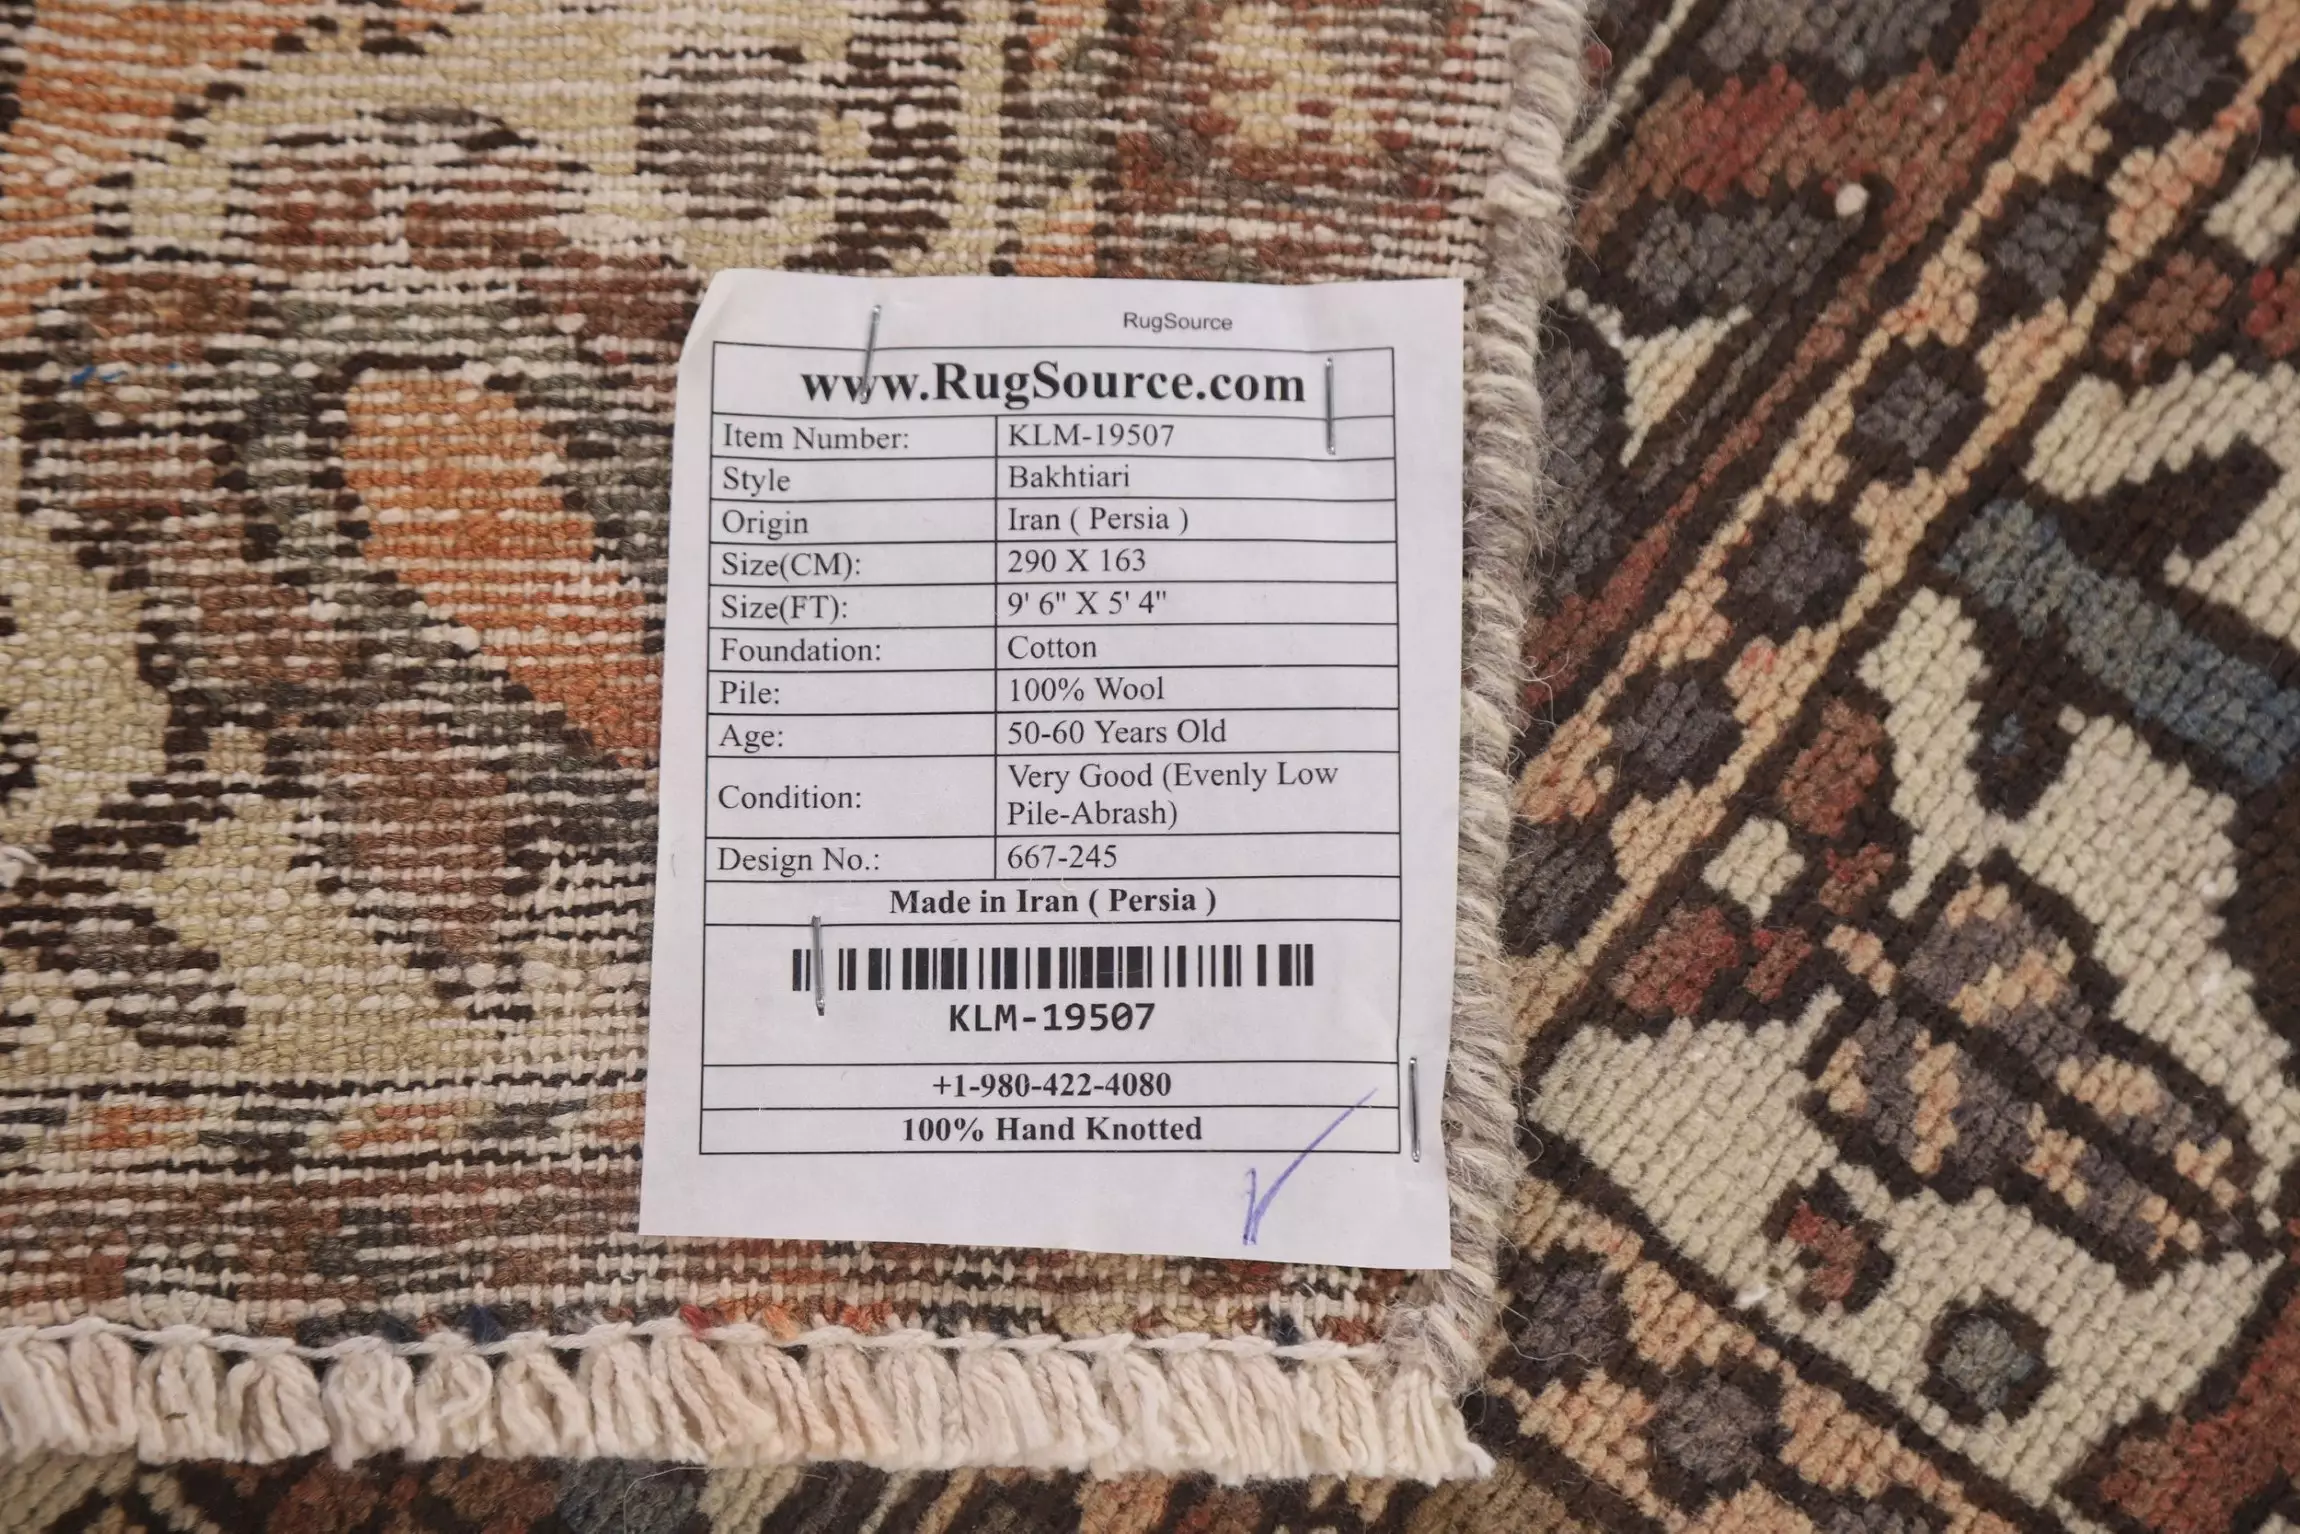 RugSource
www.RugSource.com
Item Number: KLM-19507
Style Bakhtiari
Origin Iran ( Persia )
Size(CM): 290 X 163
Size(FT): 9' 6" X 5' 4"
Foundation: Cotton
Pile: 100% Wool
Age: 50-60 Years Old
Condition: Very Good (Evenly Low
Pile-Abrash)
Design No.: 667-245
Made in Iran ( Persia )
KLM-19507
+1-980-422-4080
100% Hand Knotted